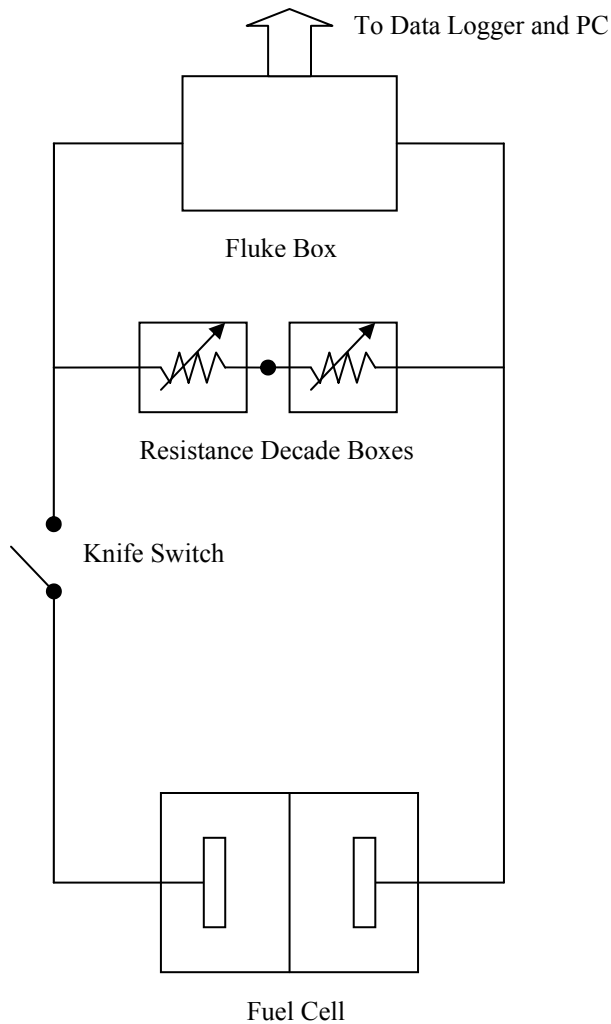 To Data Logger and PC
Fluke Box
Resistance Decade Boxes
Knife Switch
Fuel Cell